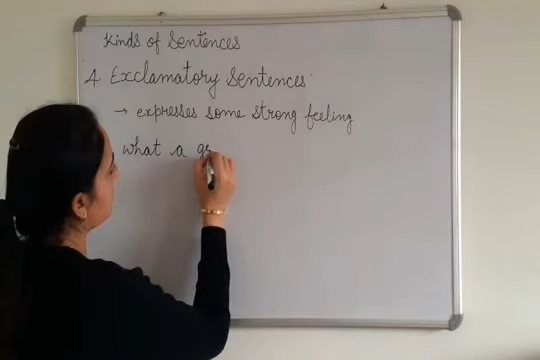 Kinds of Sentences
4 Exclamatory Sentences
→ expresses some strong feeling
what a